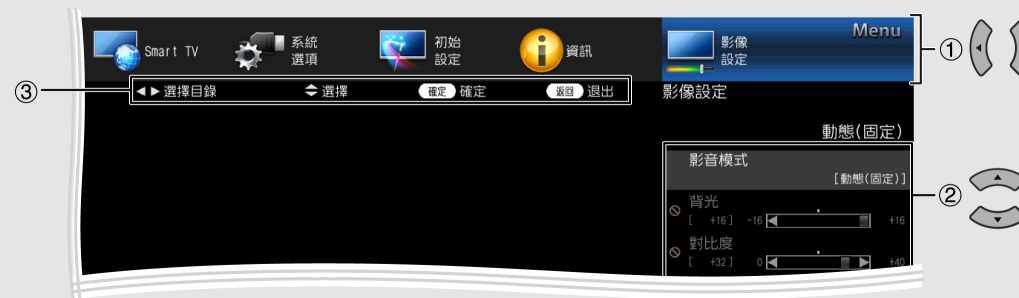 Smart TV
系統
選項
初始
設定
資訊
影像
設定
Menu
①
③
◀▶選擇目錄 選擇 確定 確定 返回 退出
影像設定
動態(固定)
影音模式
[動態(固定)]
②
背光
[ +16] -16 +16
對比度
[ +32] 0 +40